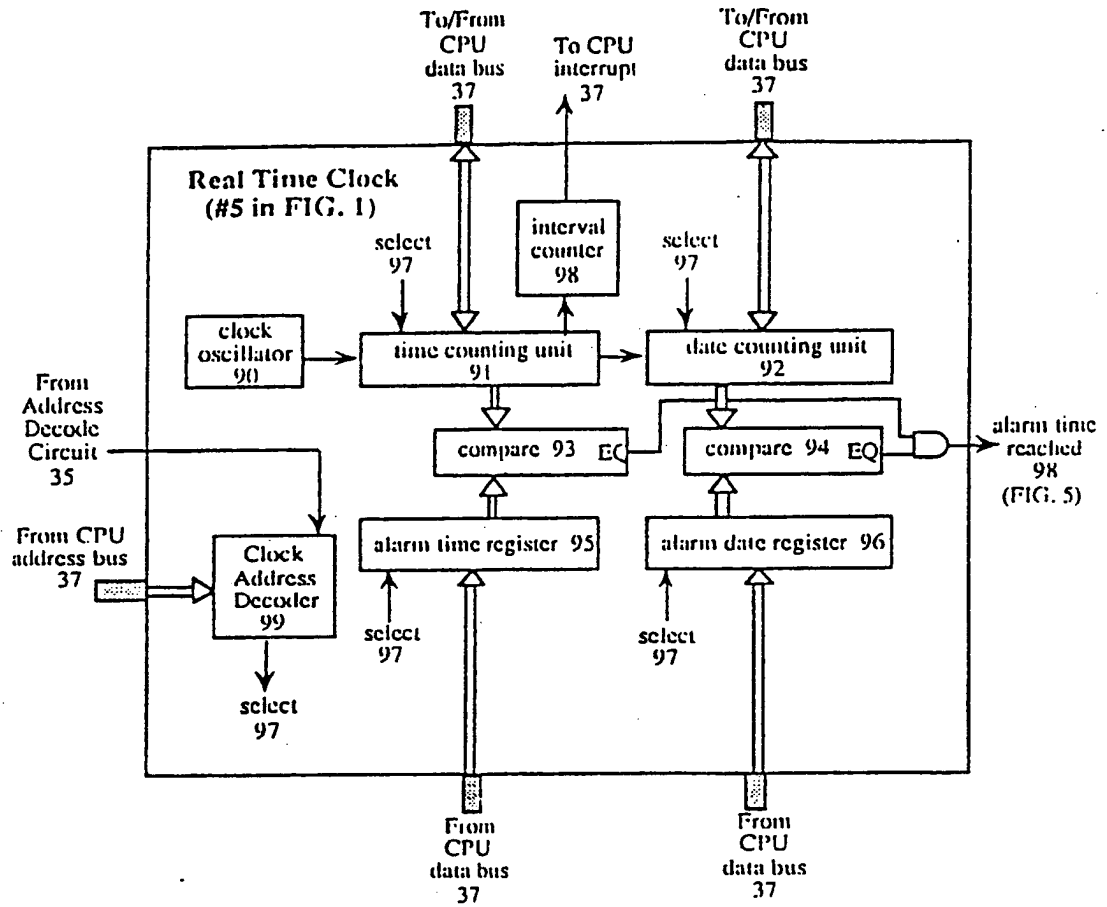 To/From
CPU
data bus
37
To CPU
interrupt
37
To/From
CPU
data bus
37
Real Time Clock
(#5 in FIG. 1)
select
97
interval
counter
98
select
97
clock
oscillator
90
time counting unit
91
date counting unit
92
From
Address
Decode
Circuit
35
compare 93 EQ
compare 94 EQ
alarm time
reached
98
(FIG. 5)
From CPU
address bus
37
Clock
Address
Decoder
99
alarm time register 95
alarm date register 96
select
97
select
97
select
97
From
CPU
data bus
37
From
CPU
data bus
37